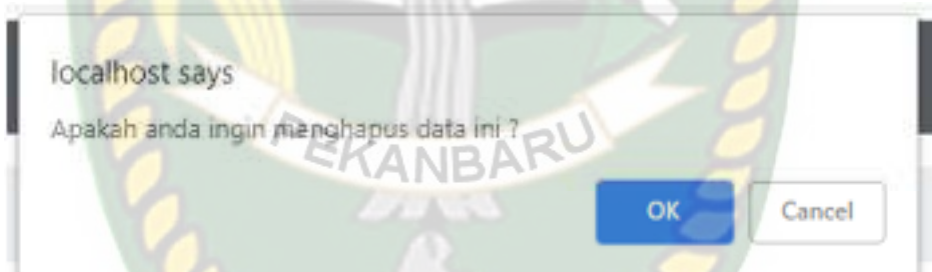 localhost says
Apakah anda ingin menghapus data ini ?
PEKANBARU
OK
Cancel